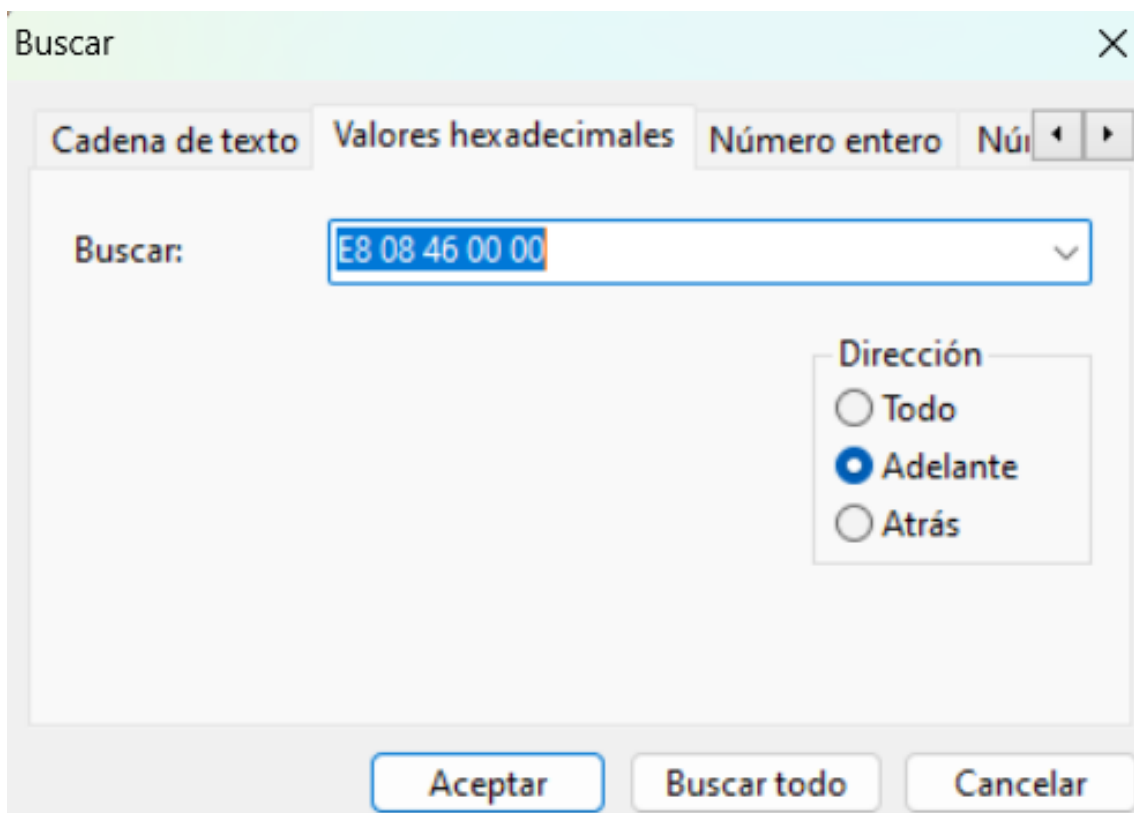 Buscar
Cadena de texto Valores hexadecimales Número entero Núi
Buscar: E8 08 46 00 00
Dirección
Todo
Adelante
Atrás
Aceptar Buscar todo Cancelar